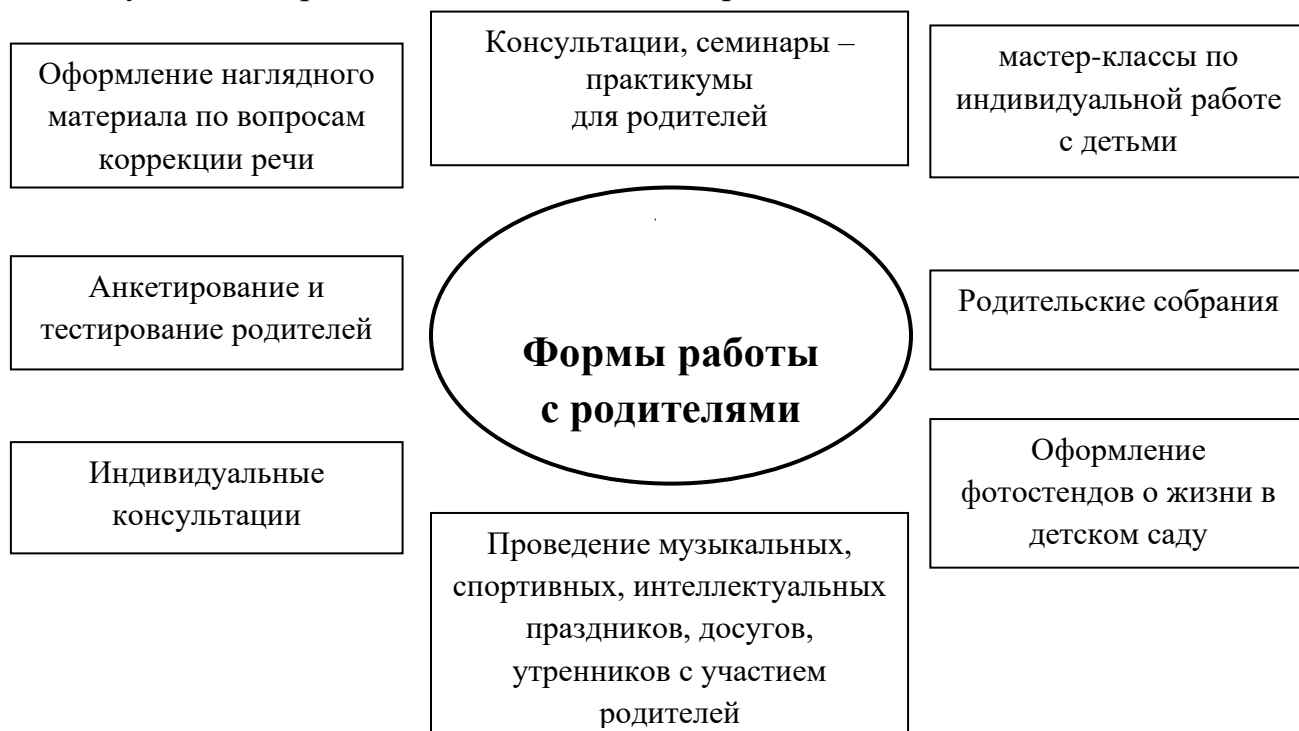 Оформление наглядного
материала по вопросам
коррекции речи
Консультации, семинары –
практикумы
для родителей
мастер-классы по
индивидуальной работе
с детьми
Анкетирование и
тестирование родителей
Формы работы
с родителями
Родительские собрания
Индивидуальные
консультации
Проведение музыкальных,
спортивных, интеллектуальных
праздников, досугов,
утренников с участием
родителей
Оформление
фотостендов о жизни в
детском саду